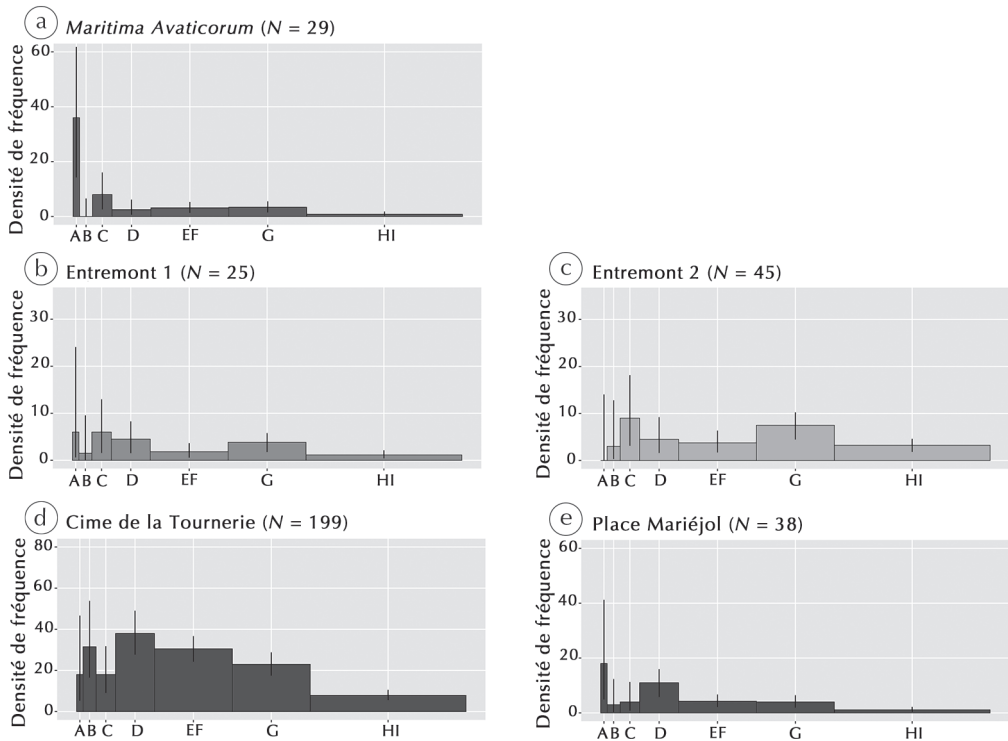 a Maritima Avaticorum (N = 29)
Densité de fréquence
60
40
20
0
A B C D EF G HI
b Entremont 1 (N = 25)
Densité de fréquence
30
20
10
0
A B C D EF G HI
c Entremont 2 (N = 45)
Densité de fréquence
30
20
10
0
A B C D EF G HI
d Cime de la Tournerie (N = 199)
Densité de fréquence
80
60
40
20
0
A B C D EF G HI
e Place Mariéjol (N = 38)
Densité de fréquence
60
40
20
0
A B C D EF G HI